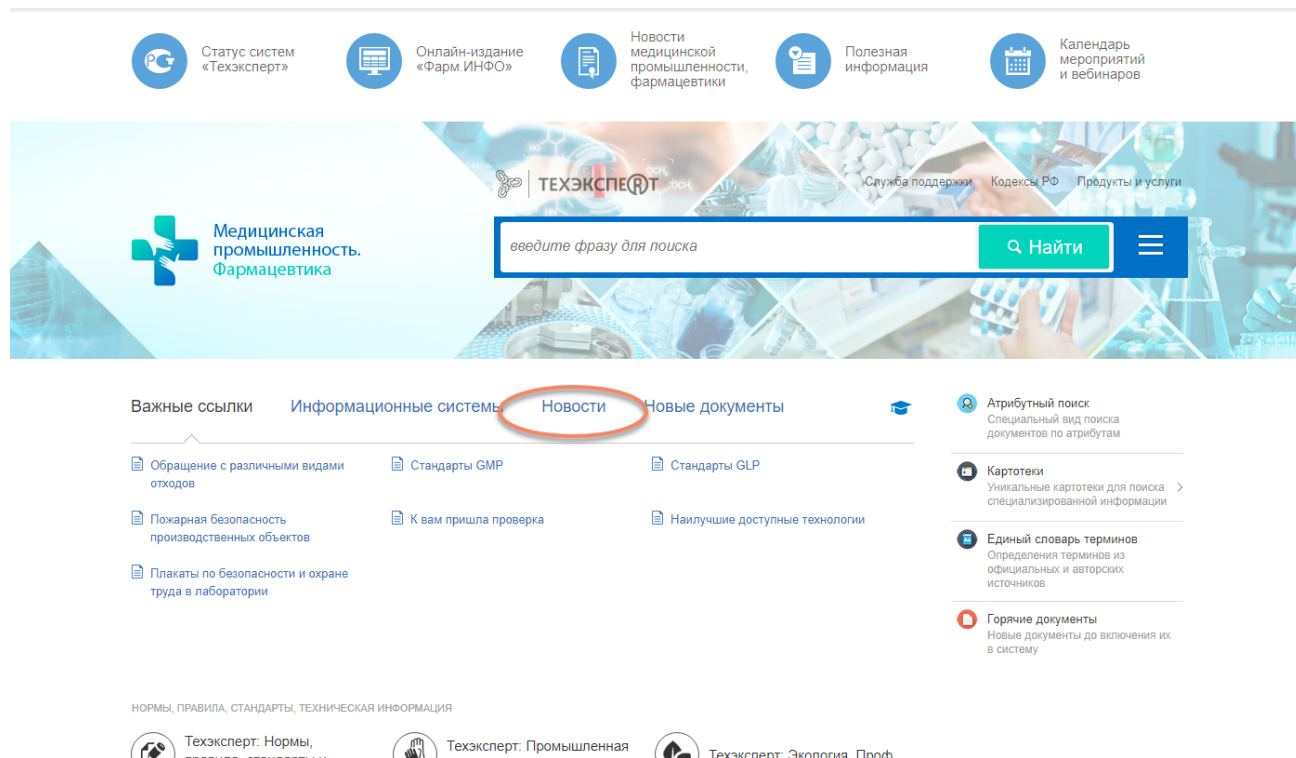 Статус систем
«Техэксперт»
Онлайн-издание
«Фарм.ИНФО»
Новости
медицинской
промышленности,
фармацевтики
Полезная
информация
Календарь
мероприятий
и вебинаров
ТЕХЭКСПЕRТ
Служба поддержки Кодексы РФ Продукты и услуги
Медицинская
промышленность.
Фармацевтика
введите фразу для поиска
Найти
Важные ссылки Информационные системы Новости Новые документы
Обращение с различными видами
отходов
Стандарты GMP
Стандарты GLP
Пожарная безопасность
производственных объектов
К вам пришла проверка
Наилучшие доступные технологии
Плакаты по безопасности и охране
труда в лаборатории
Атрибутный поиск
Специальный вид поиска
документов по атрибутам
Картотеки
Уникальные картотеки для поиска
специализированной информации
Единый словарь терминов
Определения терминов из
официальных и авторских
источников
Горячие документы
Новые документы до включения их
в систему
НОРМЫ, ПРАВИЛА, СТАНДАРТЫ, ТЕХНИЧЕСКАЯ ИНФОРМАЦИЯ
Техэксперт: Нормы,
правила, стандарты и
Техэксперт: Промышленная
Техэксперт: Экология. Проф